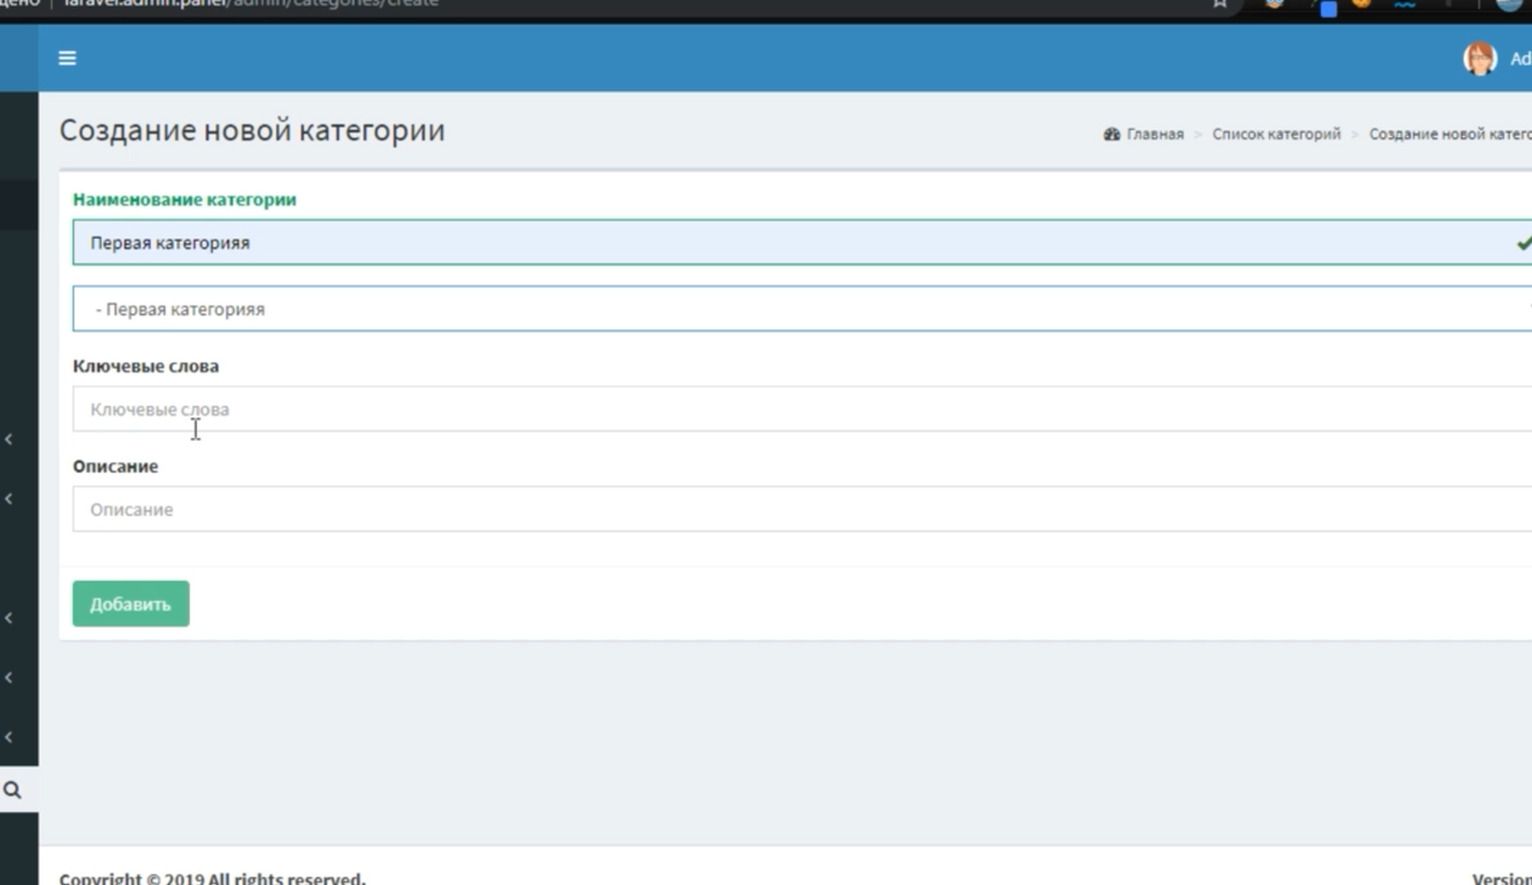 laravel.admin.panel/admin/categories/create
Ad
Создание новой категории
Главная > Список категорий > Создание новой катего
Наименование категории
Первая категорияя
- Первая категорияя
Ключевые слова
Ключевые слова
Описание
Описание
Добавить
Copyright © 2019 All rights reserved.
Version